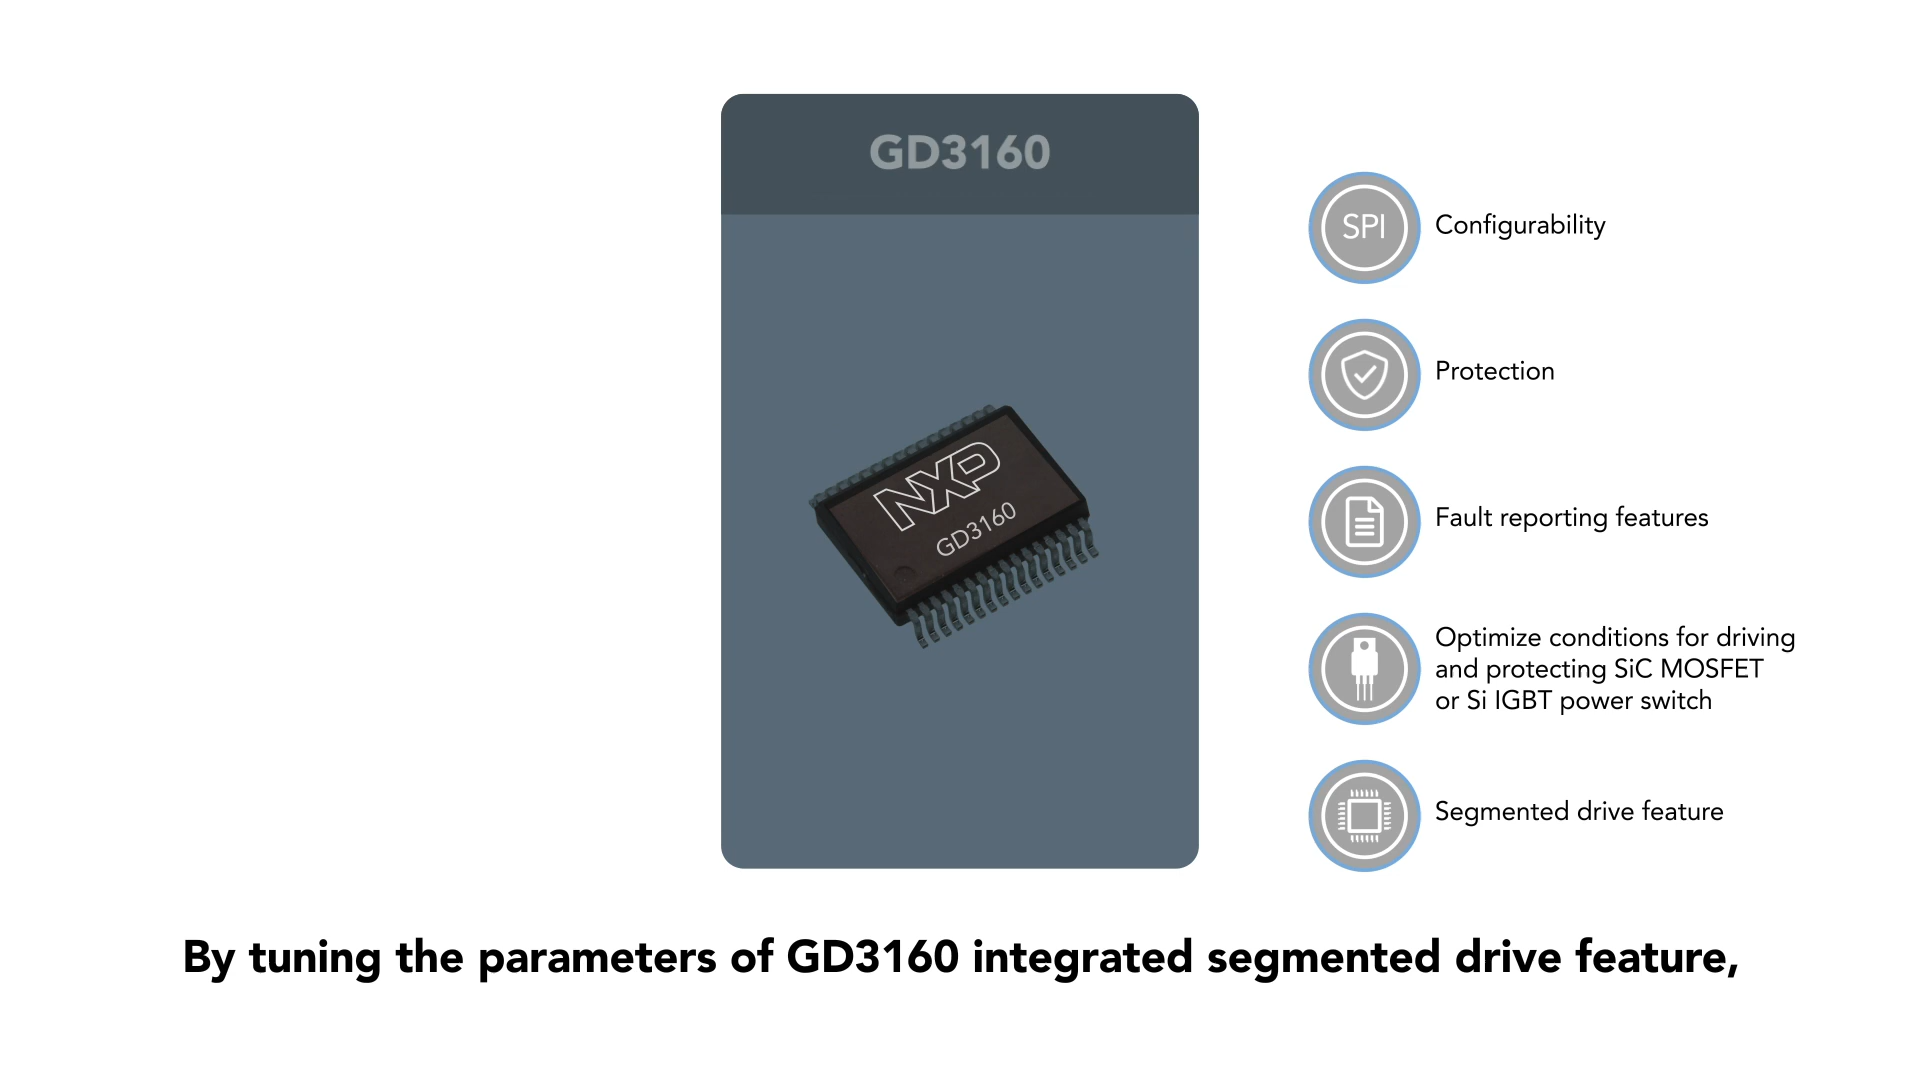 GD3160
NXP
GD3160
SPI
Configurability
Protection
Fault reporting features
Optimize conditions for driving
and protecting SiC MOSFET
or Si IGBT power switch
Segmented drive feature
By tuning the parameters of GD3160 integrated segmented drive feature,